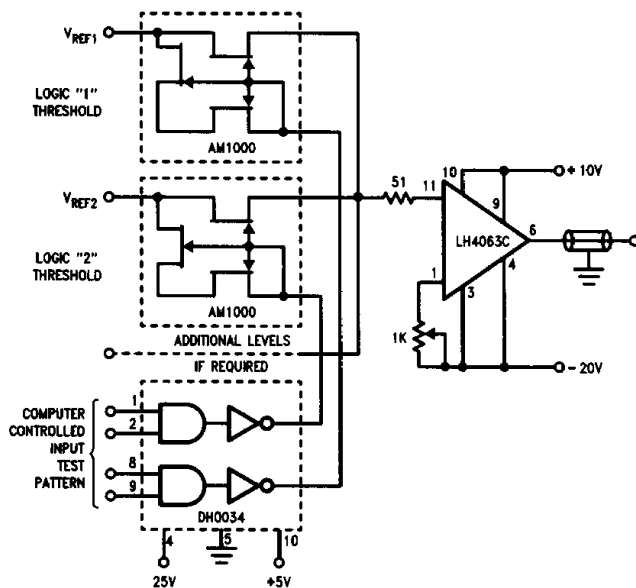 V_REF1
LOGIC "1"
THRESHOLD
AM1000
V_REF2
LOGIC "2"
THRESHOLD
AM1000
ADDITIONAL LEVELS
IF REQUIRED
COMPUTER
CONTROLLED
INPUT
TEST
PATTERN
1
2
8
9
DH0034
4
5
10
25V
+5V
51
11
10
+10V
9
LH4063C
6
1
4
3
1K
-20V